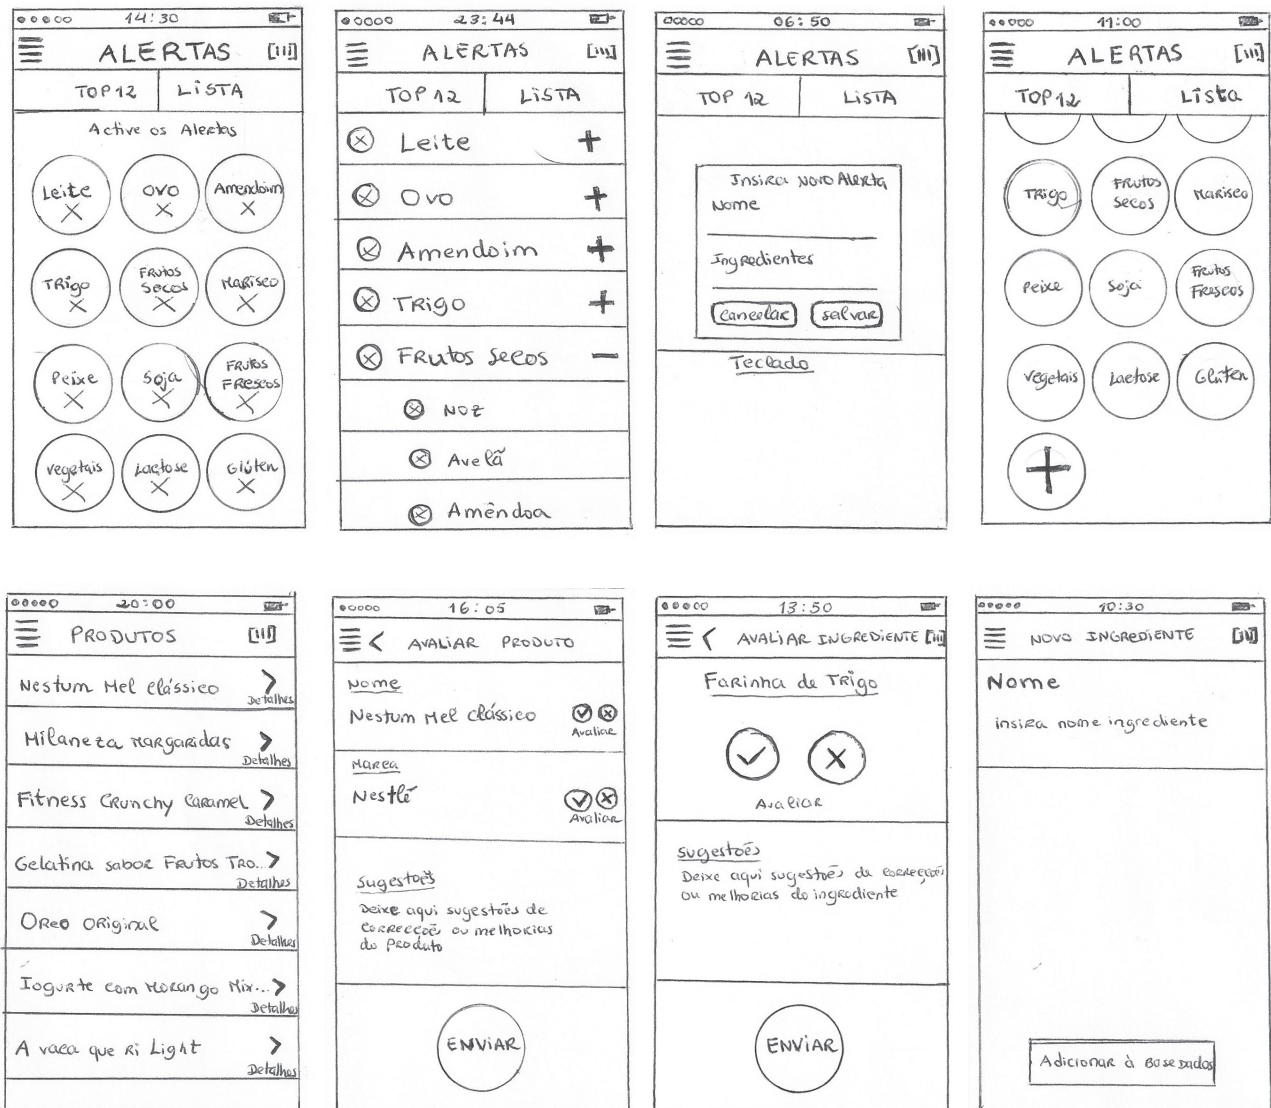 14:30
ALERTAS
TOP 12 LISTA
Active os Alertas
Leite Ovo Amendoim
Trigo Frutos Secos Marisco
Peixe Soja Frutos Frescos
Vegetais Lactose Glúten
23:44
ALERTAS
TOP 12 LISTA
Leite
Ovo
Amendoim
Trigo
Frutos Secos
Noz
Avelã
Amêndoa
06:50
ALERTAS
TOP 12 LISTA
Insira novo Alerta
Nome
Ingredientes
cancelar salvar
Teclado
11:00
ALERTAS
TOP 12 Lista
Trigo Frutos Secos Marisco
Peixe Soja Frutos Frescos
Vegetais Lactose Glúten
20:00
PRODUTOS
Nestum Mel Clássico
Detalhes
Milaneza Margaridas
Detalhes
Fitness Crunchy Caramel
Detalhes
Gelatina sabor Frutos Tro...
Detalhes
Oreo Original
Detalhes
Iogurte com Morango Mix...
Detalhes
A vaca que ri Light
Detalhes
16:05
AVALIAR PRODUTO
Nome
Nestum Mel Clássico
Avaliar
Marca
Nestlé
Avaliar
Sugestões
Deixe aqui sugestões de
correcçoẽs ou melhorias
do Produto
ENVIAR
13:50
AVALIAR INGREDIENTE
Farinha de Trigo
Avaliar
Sugestões
Deixe aqui sugestões de correcções
ou melhorias do ingrediente
ENVIAR
10:30
NOVO INGREDIENTE
Nome
insira nome ingrediente
Adicionar à Base Dados